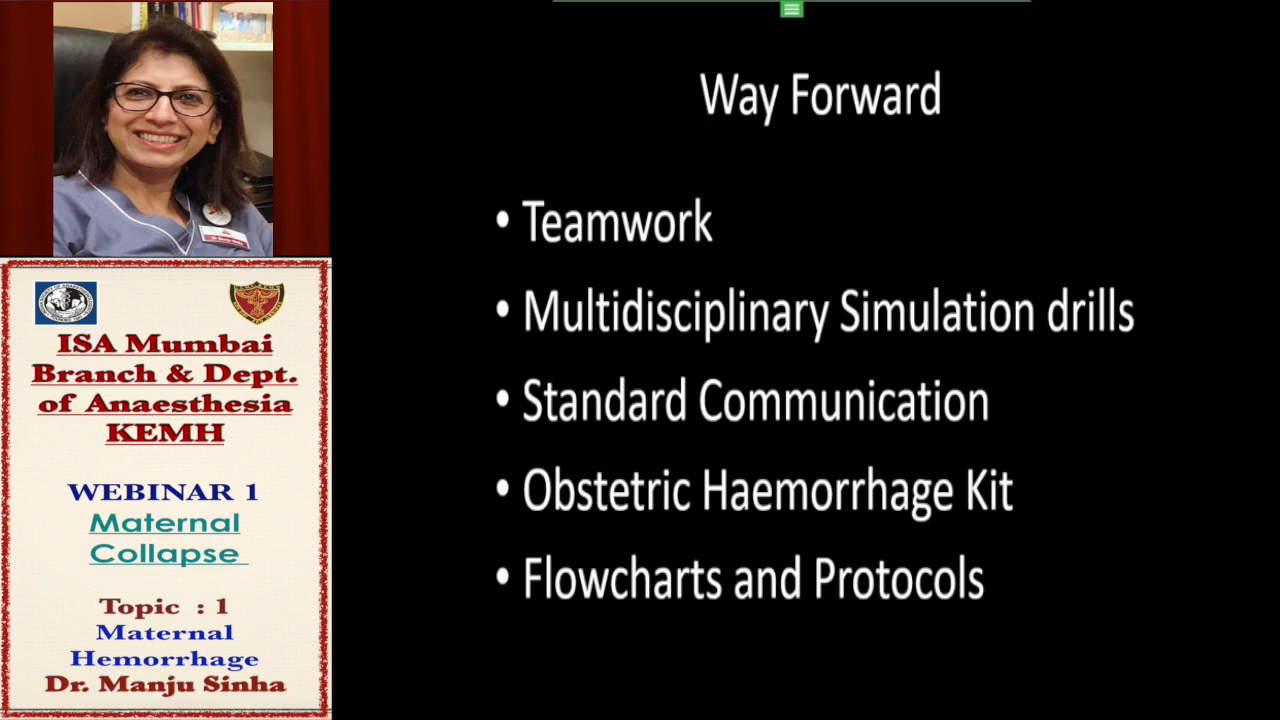 ISA Mumbai
Branch & Dept.
of Anaesthesia
KEMH
WEBINAR 1
Maternal
Collapse
Topic : 1
Maternal
Hemorrhage
Dr. Manju Sinha
Way Forward
• Teamwork
• Multidisciplinary Simulation drills
• Standard Communication
• Obstetric Haemorrhage Kit
• Flowcharts and Protocols